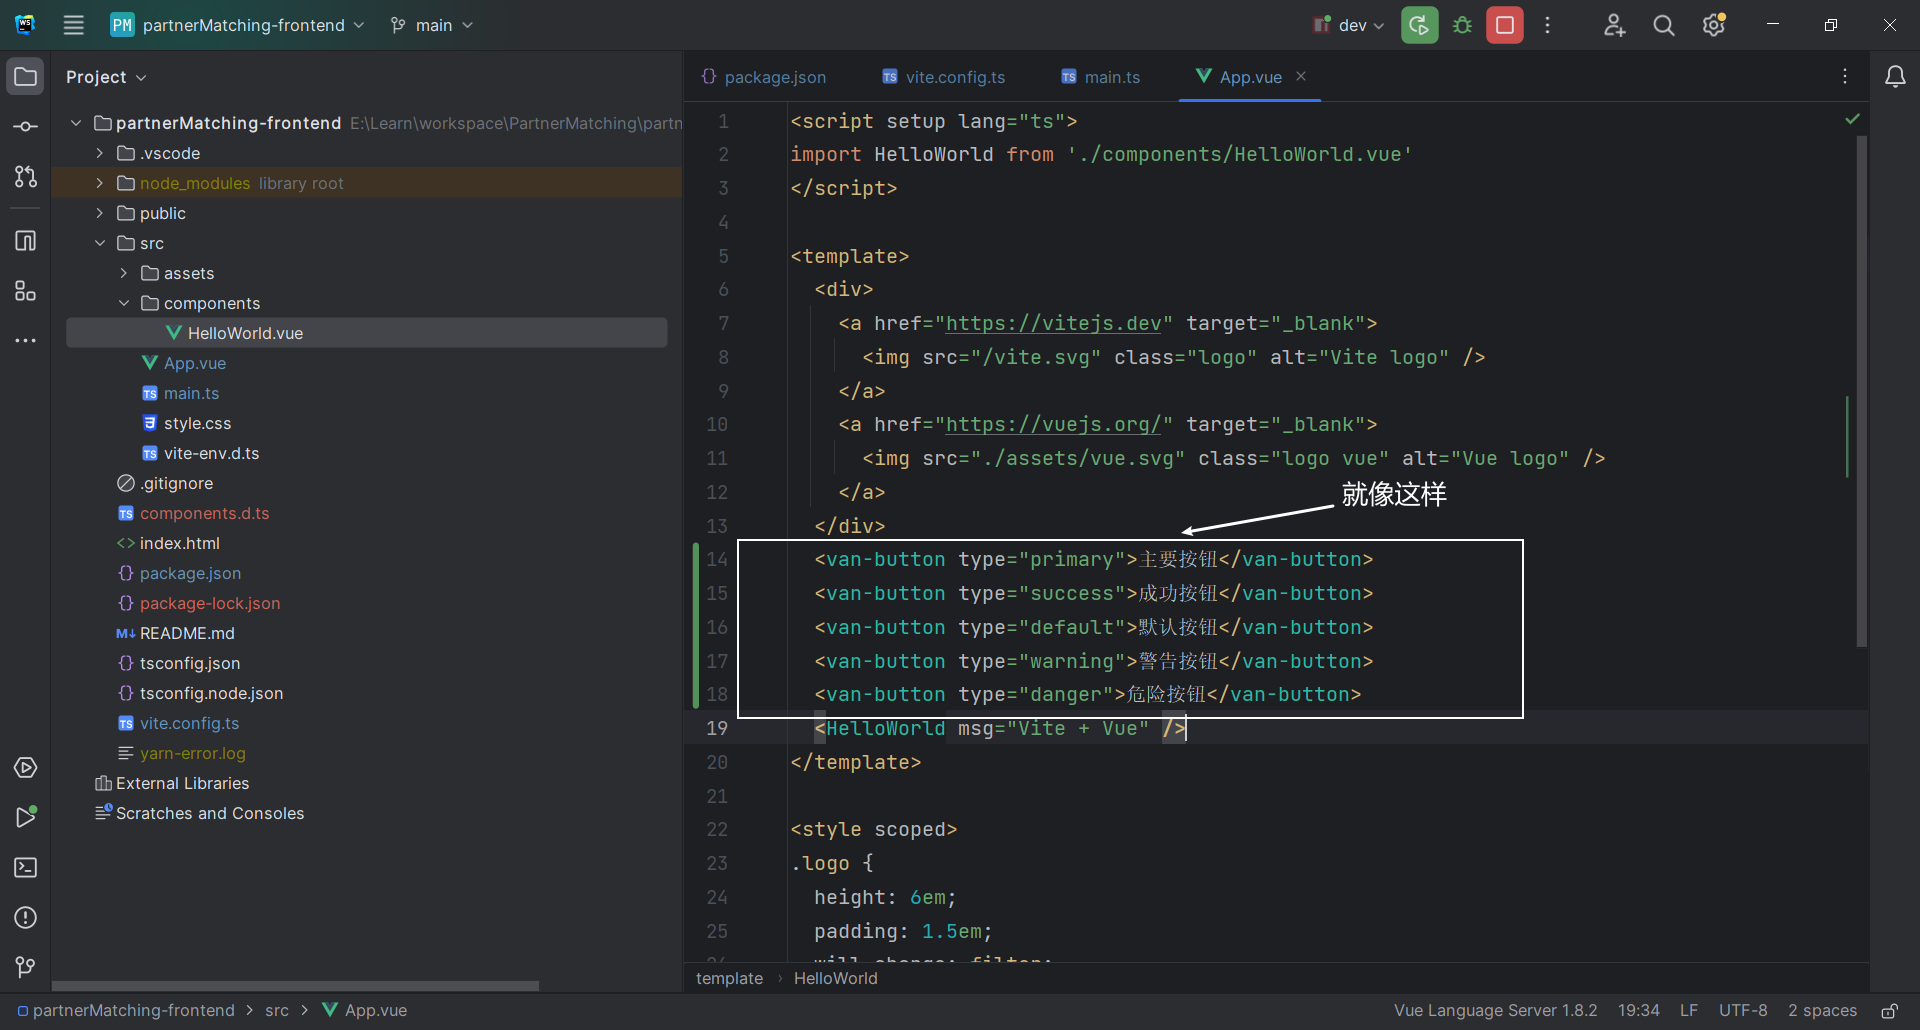 WS
PM partnerMatching-frontend main
dev
Project
package.json
TS vite.config.ts
TS main.ts
App.vue
partnerMatching-frontend E:\Learn\workspace\PartnerMatching\partn
.vscode
node_modules library root
public
src
assets
components
HelloWorld.vue
App.vue
TS main.ts
style.css
TS vite-env.d.ts
.gitignore
TS components.d.ts
<> index.html
{} package.json
{} package-lock.json
M↓ README.md
{} tsconfig.json
{} tsconfig.node.json
TS vite.config.ts
yarn-error.log
External Libraries
Scratches and Consoles
1 <script setup lang="ts">
2 import HelloWorld from './components/HelloWorld.vue'
3 </script>
4
5 <template>
6 <div>
7 <a href="https://vitejs.dev" target="_blank">
8 <img src="/vite.svg" class="logo" alt="Vite logo" />
9 </a>
10 <a href="https://vuejs.org/" target="_blank">
11 <img src="./assets/vue.svg" class="logo vue" alt="Vue logo" />
12 </a>
就像这样
13 </div>
14 <van-button type="primary">主要按钮</van-button>
15 <van-button type="success">成功按钮</van-button>
16 <van-button type="default">默认按钮</van-button>
17 <van-button type="warning">警告按钮</van-button>
18 <van-button type="danger">危险按钮</van-button>
19 <HelloWorld msg="Vite + Vue" />
20 </template>
21
22 <style scoped>
23 .logo {
24 height: 6em;
25 padding: 1.5em;
will-change: filter;
template › HelloWorld
partnerMatching-frontend > src > App.vue
Vue Language Server 1.8.2 19:34 LF UTF-8 2 spaces